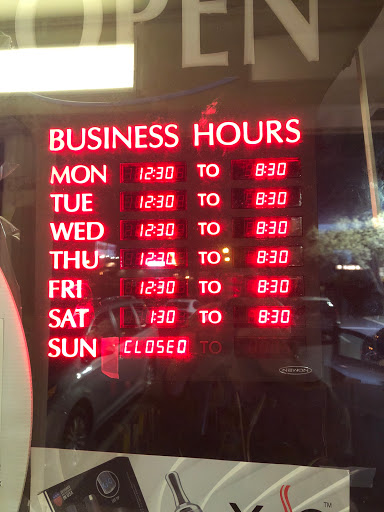 OPEN
BUSINESS HOURS
MON 12:30 TO 8:30
TUE 12:30 TO 8:30
WED 12:30 TO 8:30
THU 12:30 TO 8:30
FRI 12:30 TO 8:30
SAT 1:30 TO 8:30
SUN CLOSED TO
NEWON